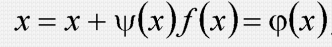 x = x + ψ(x)f(x) = φ(x)